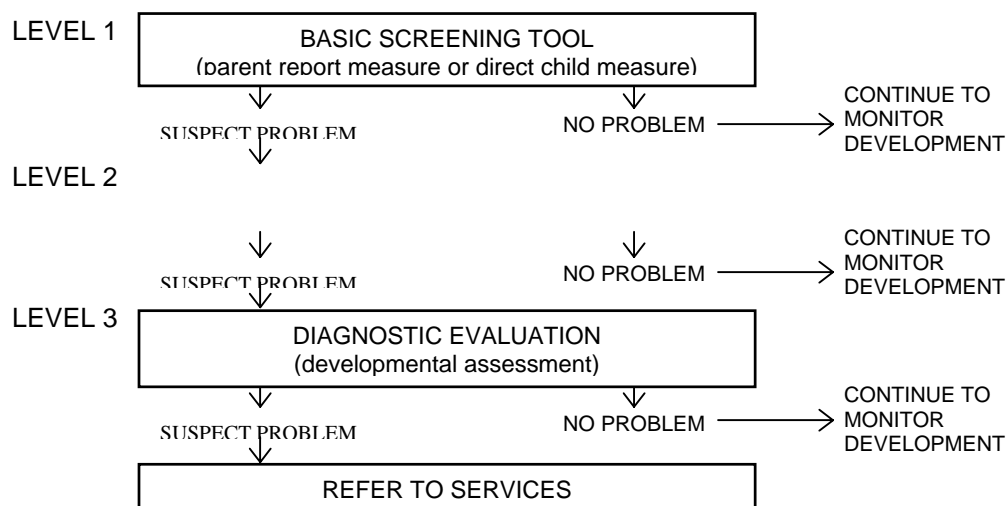 LEVEL 1
BASIC SCREENING TOOL
(parent report measure or direct child measure)
SUSPECT PROBLEM
NO PROBLEM
CONTINUE TO
MONITOR
DEVELOPMENT
LEVEL 2
SUSPECT PROBLEM
NO PROBLEM
CONTINUE TO
MONITOR
DEVELOPMENT
LEVEL 3
DIAGNOSTIC EVALUATION
(developmental assessment)
SUSPECT PROBLEM
NO PROBLEM
CONTINUE TO
MONITOR
DEVELOPMENT
REFER TO SERVICES